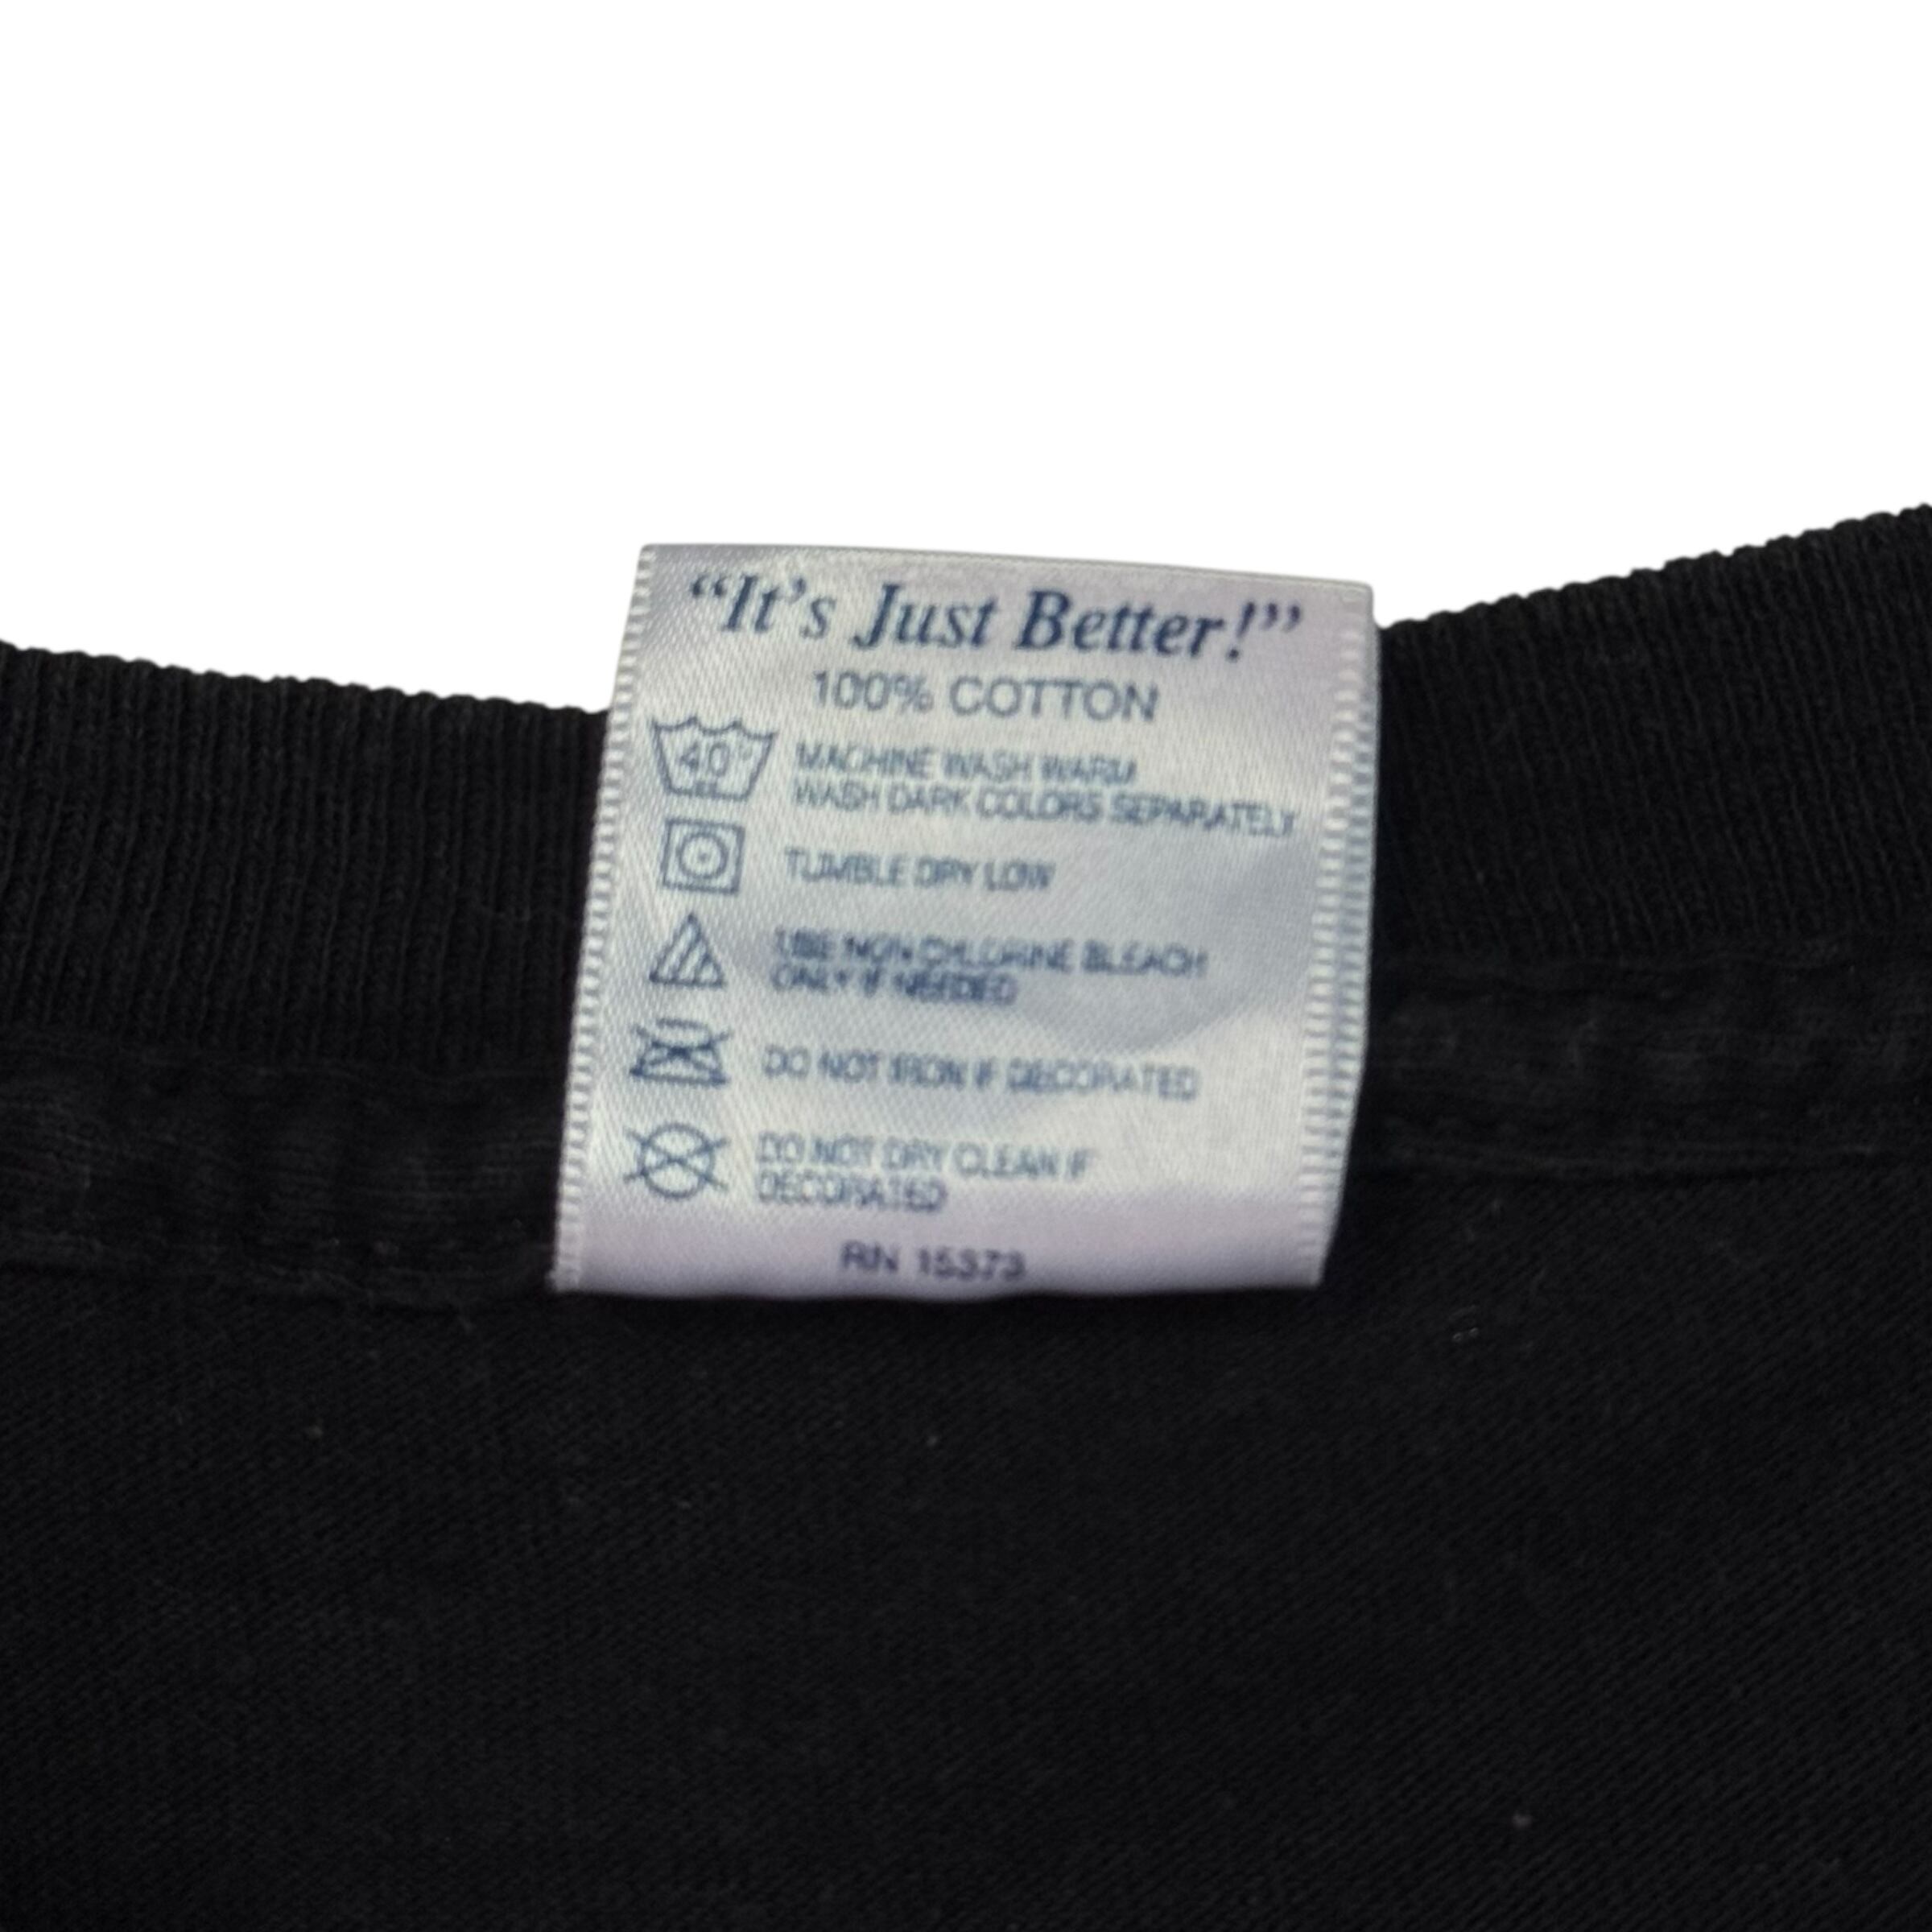 “It's Just Better!”
100% COTTON
40°
MACHINE WASH WARM
WASH DARK COLORS SEPARATELY
TUMBLE DRY LOW
USE NON CHLORINE BLEACH
ONLY IF NEEDED
DO NOT IRON IF DECORATED
DO NOT DRY CLEAN IF
DECORATED
RN 15373